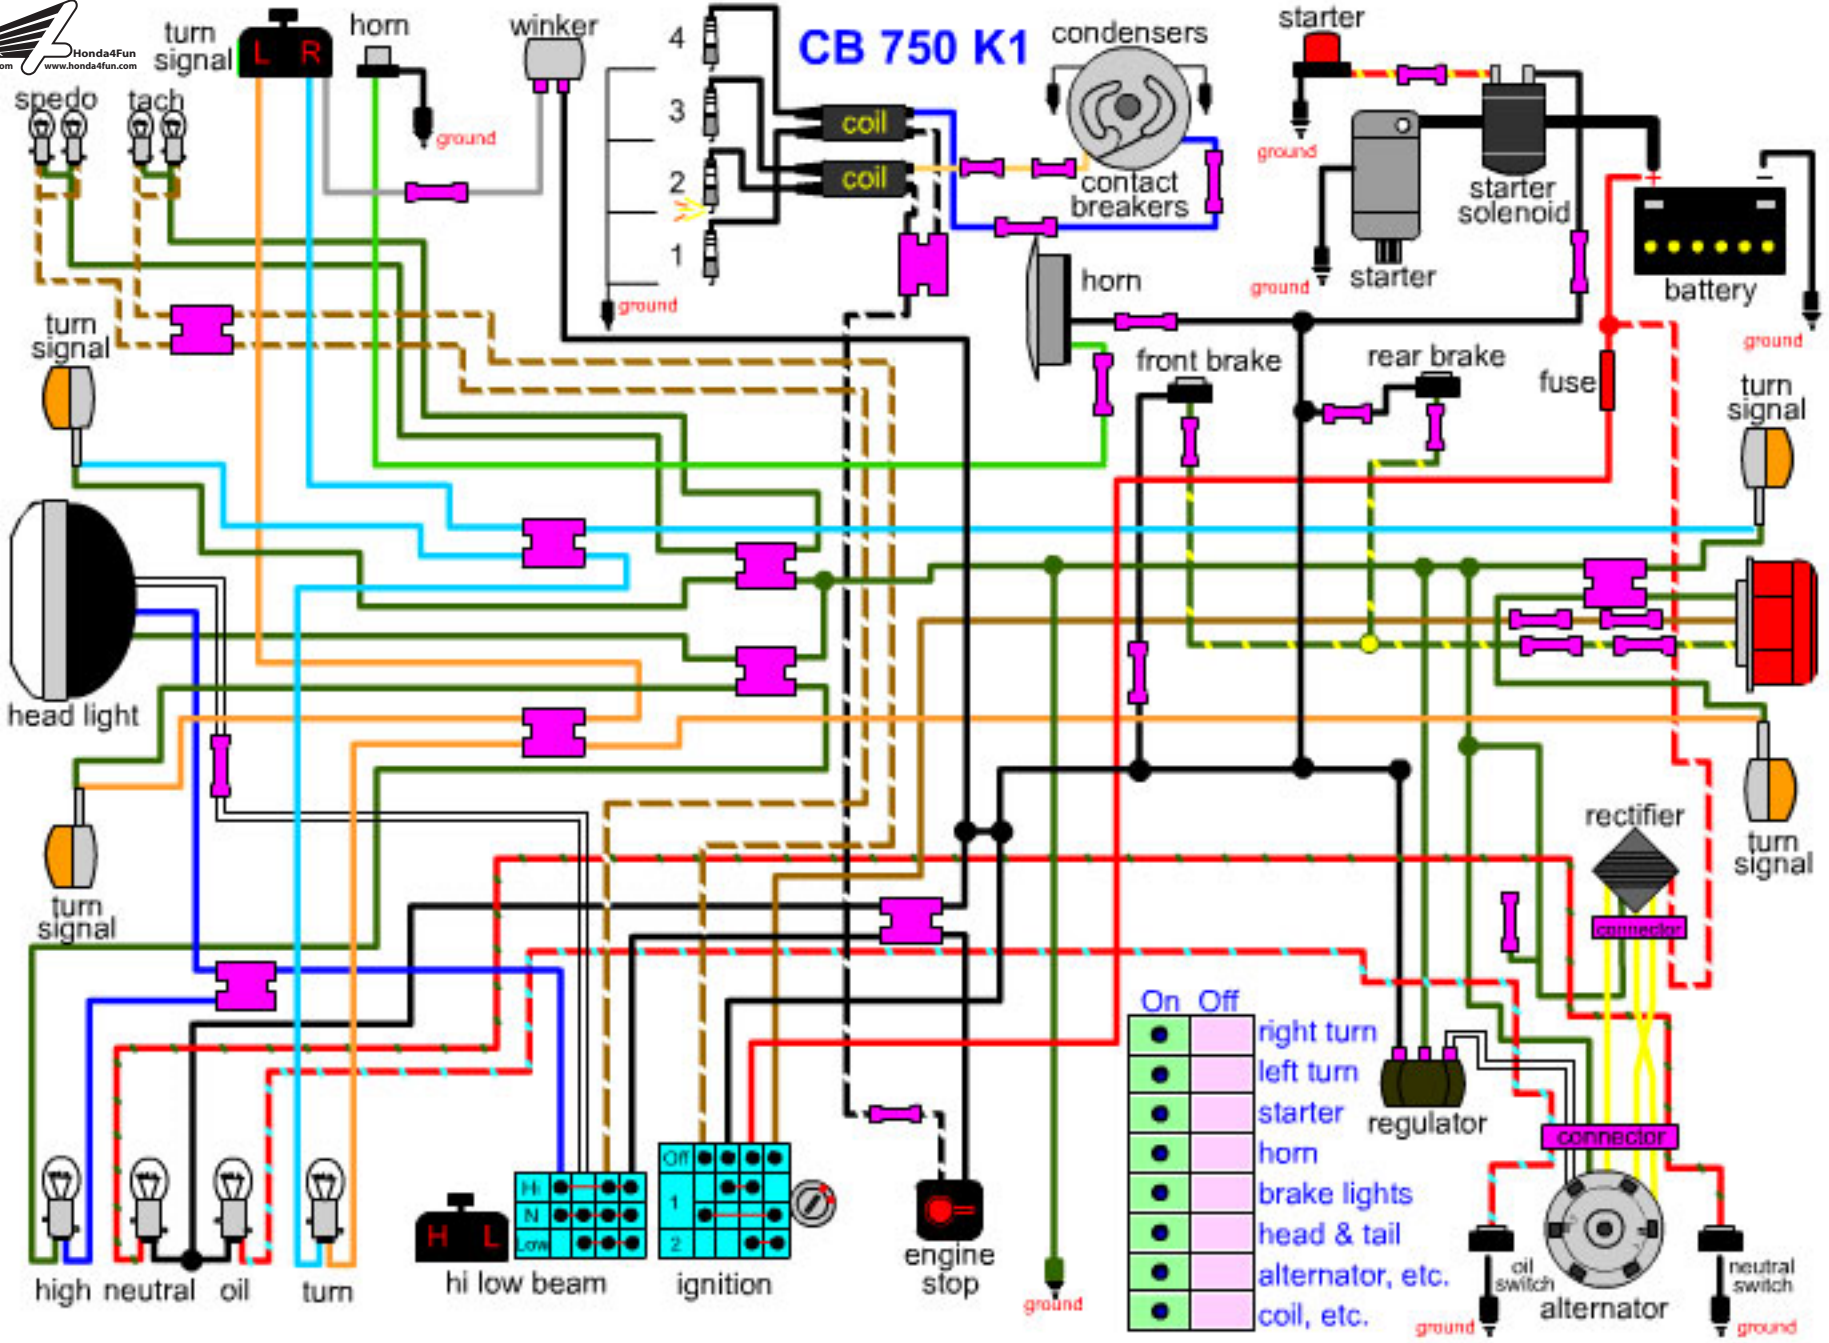 Honda4Fun
om www.honda4fun.com
turn
signal
L R
horn
winker
4
3
2
1
CB 750 K1
condensers
starter
spedo
tach
ground
coil
coil
contact
breakers
ground
starter
solenoid
+
−
battery
ground
horn
ground
starter
ground
turn
signal
front brake
rear brake
fuse
turn
signal
head light
turn
signal
rectifier
connector
turn
signal
On Off
right turn
left turn
starter
horn
brake lights
head & tail
alternator, etc.
coil, etc.
regulator
connector
Off
1
2
Hi
N
Low
H L
high
neutral
oil
turn
hi low beam
ignition
engine
stop
ground
oil
switch
ground
alternator
neutral
switch
ground